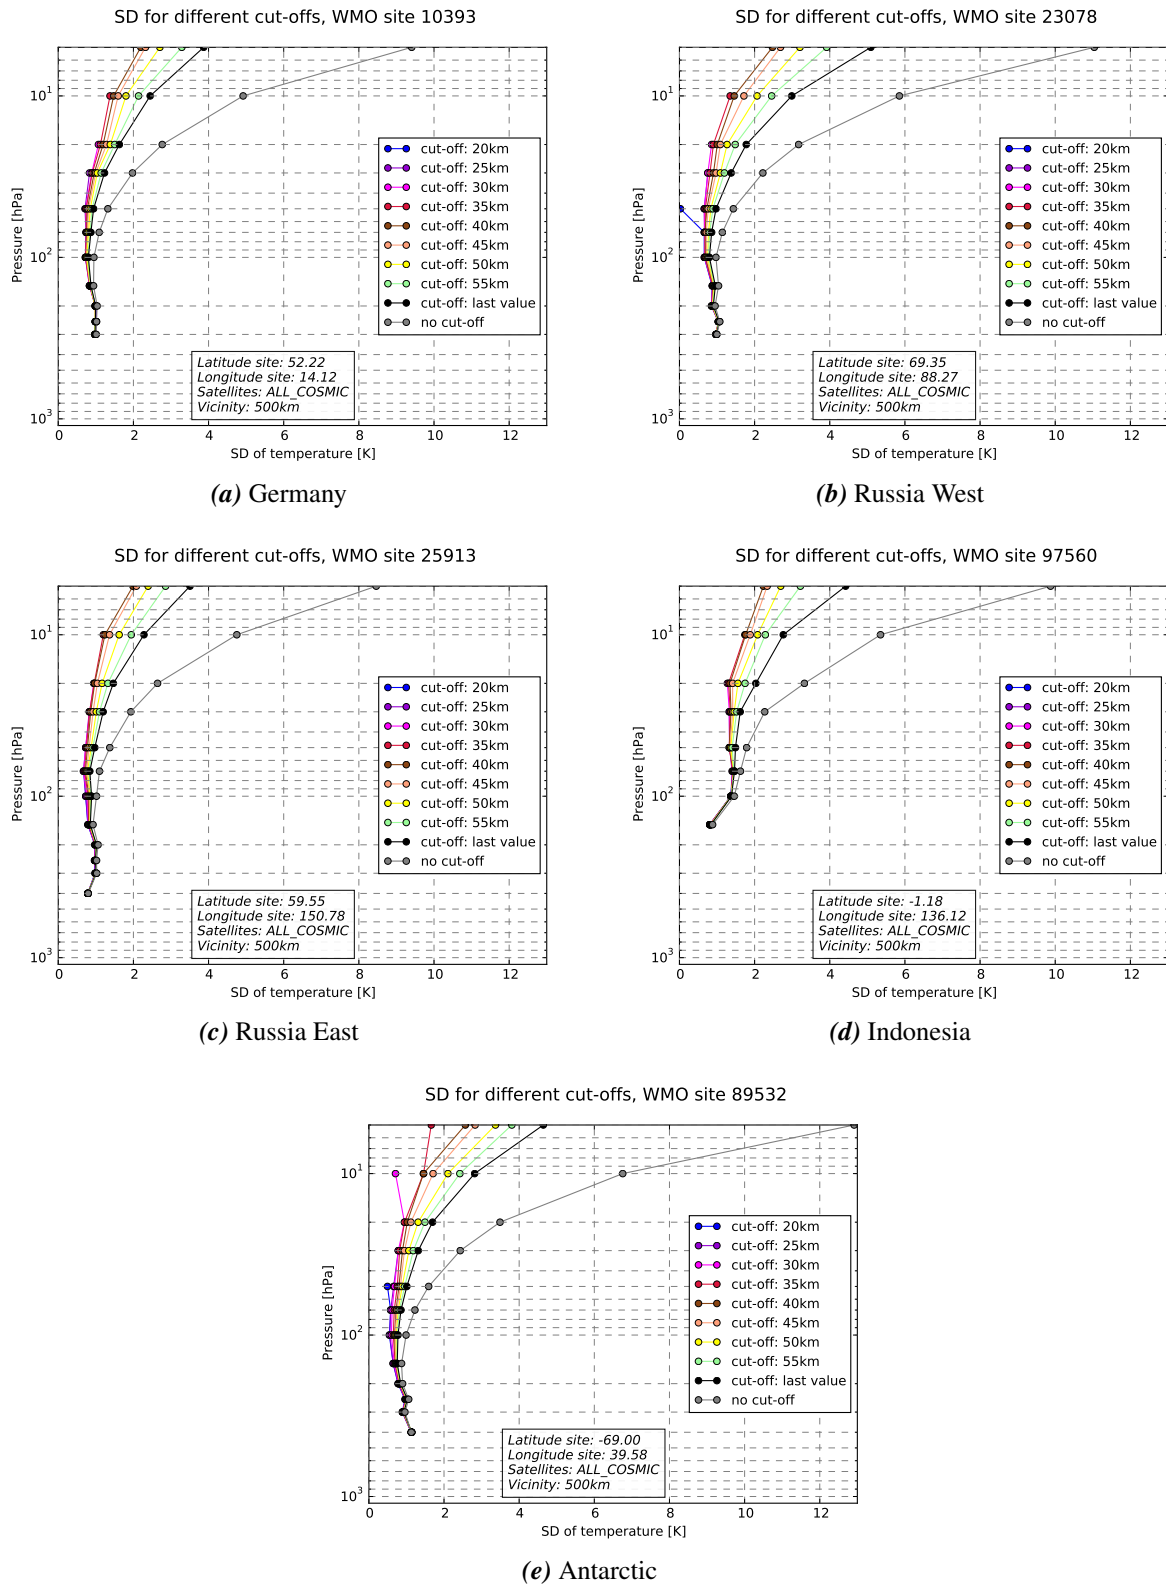 SD for different cut-offs, WMO site 10393
10¹
10²
10³
Pressure [hPa]
cut-off: 20km
cut-off: 25km
cut-off: 30km
cut-off: 35km
cut-off: 40km
cut-off: 45km
cut-off: 50km
cut-off: 55km
cut-off: last value
no cut-off
Latitude site: 52.22
Longitude site: 14.12
Satellites: ALL_COSMIC
Vicinity: 500km
0 2 4 6 8 10 12
SD of temperature [K]
(a) Germany
SD for different cut-offs, WMO site 23078
10¹
10²
10³
Pressure [hPa]
cut-off: 20km
cut-off: 25km
cut-off: 30km
cut-off: 35km
cut-off: 40km
cut-off: 45km
cut-off: 50km
cut-off: 55km
cut-off: last value
no cut-off
Latitude site: 69.35
Longitude site: 88.27
Satellites: ALL_COSMIC
Vicinity: 500km
0 2 4 6 8 10 12
SD of temperature [K]
(b) Russia West
SD for different cut-offs, WMO site 25913
10¹
10²
10³
Pressure [hPa]
cut-off: 20km
cut-off: 25km
cut-off: 30km
cut-off: 35km
cut-off: 40km
cut-off: 45km
cut-off: 50km
cut-off: 55km
cut-off: last value
no cut-off
Latitude site: 59.55
Longitude site: 150.78
Satellites: ALL_COSMIC
Vicinity: 500km
0 2 4 6 8 10 12
SD of temperature [K]
(c) Russia East
SD for different cut-offs, WMO site 97560
10¹
10²
10³
Pressure [hPa]
cut-off: 20km
cut-off: 25km
cut-off: 30km
cut-off: 35km
cut-off: 40km
cut-off: 45km
cut-off: 50km
cut-off: 55km
cut-off: last value
no cut-off
Latitude site: -1.18
Longitude site: 136.12
Satellites: ALL_COSMIC
Vicinity: 500km
0 2 4 6 8 10 12
SD of temperature [K]
(d) Indonesia
SD for different cut-offs, WMO site 89532
10¹
10²
10³
Pressure [hPa]
cut-off: 20km
cut-off: 25km
cut-off: 30km
cut-off: 35km
cut-off: 40km
cut-off: 45km
cut-off: 50km
cut-off: 55km
cut-off: last value
no cut-off
Latitude site: -69.00
Longitude site: 39.58
Satellites: ALL_COSMIC
Vicinity: 500km
0 2 4 6 8 10 12
SD of temperature [K]
(e) Antarctic